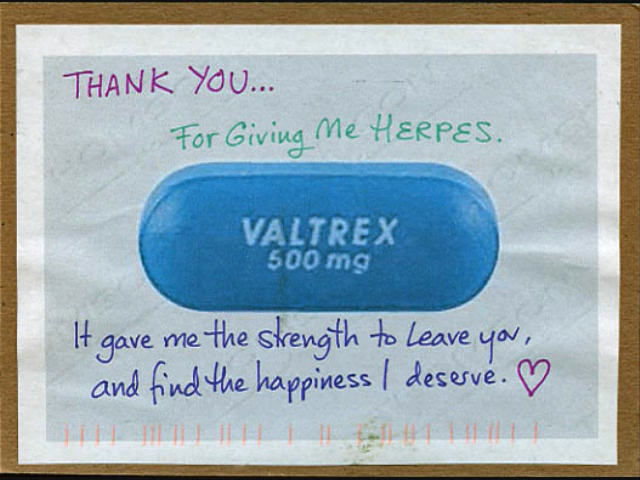 THANK YOU...
For Giving Me HERPES.
VALTREX
500 mg
It gave me the strength to leave you,
and find the happiness I deserve. ♡